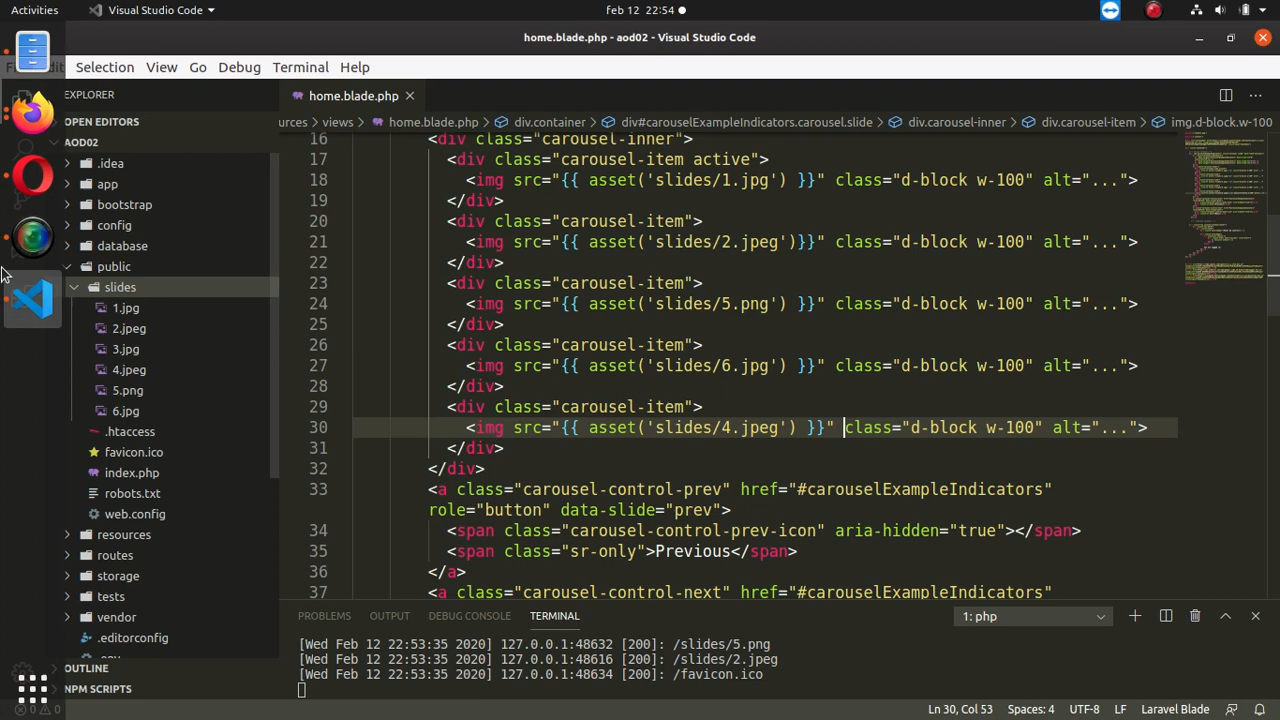 Activities
Visual Studio Code
feb 12 22:54
home.blade.php - aod02 - Visual Studio Code
Selection View Go Debug Terminal Help
EXPLORER
OPEN EDITORS
AOD02
.idea
app
bootstrap
config
database
public
slides
1.jpg
2.jpeg
3.jpg
4.jpeg
5.png
6.jpg
.htaccess
favicon.ico
index.php
robots.txt
web.config
resources
routes
storage
tests
vendor
.editorconfig
OUTLINE
NPM SCRIPTS
home.blade.php
urces › views › home.blade.php › div.container › div#carouselExampleIndicators.carousel.slide › div.carousel-inner › div.carousel-item › img.d-block.w-100
16 <div class="carousel-inner">
17 <div class="carousel-item active">
18 <img src="{{ asset('slides/1.jpg') }}" class="d-block w-100" alt="...">
19 </div>
20 <div class="carousel-item">
21 <img src="{{ asset('slides/2.jpeg')}}" class="d-block w-100" alt="...">
22 </div>
23 <div class="carousel-item">
24 <img src="{{ asset('slides/5.png') }}" class="d-block w-100" alt="...">
25 </div>
26 <div class="carousel-item">
27 <img src="{{ asset('slides/6.jpg') }}" class="d-block w-100" alt="...">
28 </div>
29 <div class="carousel-item">
30 <img src="{{ asset('slides/4.jpeg') }}" class="d-block w-100" alt="...">
31 </div>
32 </div>
33 <a class="carousel-control-prev" href="#carouselExampleIndicators"
role="button" data-slide="prev">
34 <span class="carousel-control-prev-icon" aria-hidden="true"></span>
35 <span class="sr-only">Previous</span>
36 </a>
37 <a class="carousel-control-next" href="#carouselExampleIndicators"
PROBLEMS OUTPUT DEBUG CONSOLE TERMINAL
1: php
[Wed Feb 12 22:53:35 2020] 127.0.0.1:48632 [200]: /slides/5.png
[Wed Feb 12 22:53:35 2020] 127.0.0.1:48616 [200]: /slides/2.jpeg
[Wed Feb 12 22:53:35 2020] 127.0.0.1:48634 [200]: /favicon.ico
0 0
Ln 30, Col 53 Spaces: 4 UTF-8 LF Laravel Blade